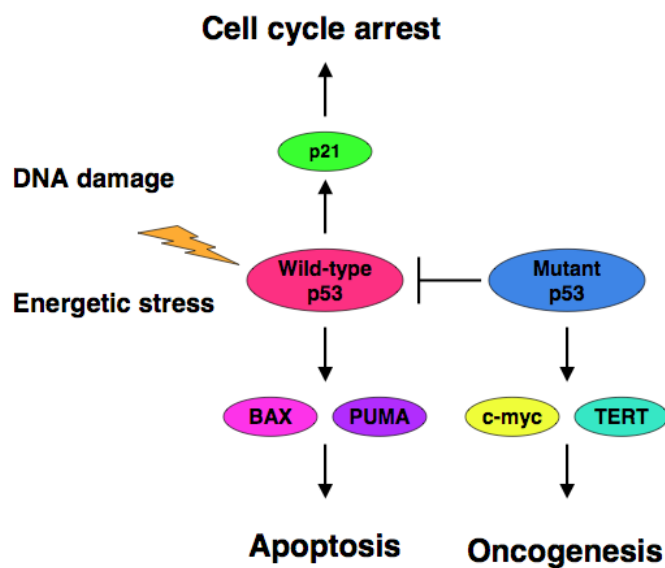 Cell cycle arrest
p21
DNA damage
Wild-type
p53
Mutant
p53
Energetic stress
BAX
PUMA
c-myc
TERT
Apoptosis
Oncogenesis